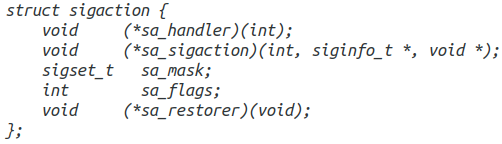 struct sigaction {
    void     (*sa_handler)(int);
    void     (*sa_sigaction)(int, siginfo_t *, void *);
    sigset_t   sa_mask;
    int        sa_flags;
    void     (*sa_restorer)(void);
};